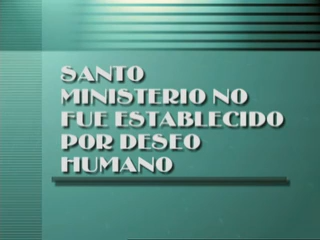 SANTO
MINISTERIO NO
FUE ESTABLECIDO
POR DESEO
HUMANO